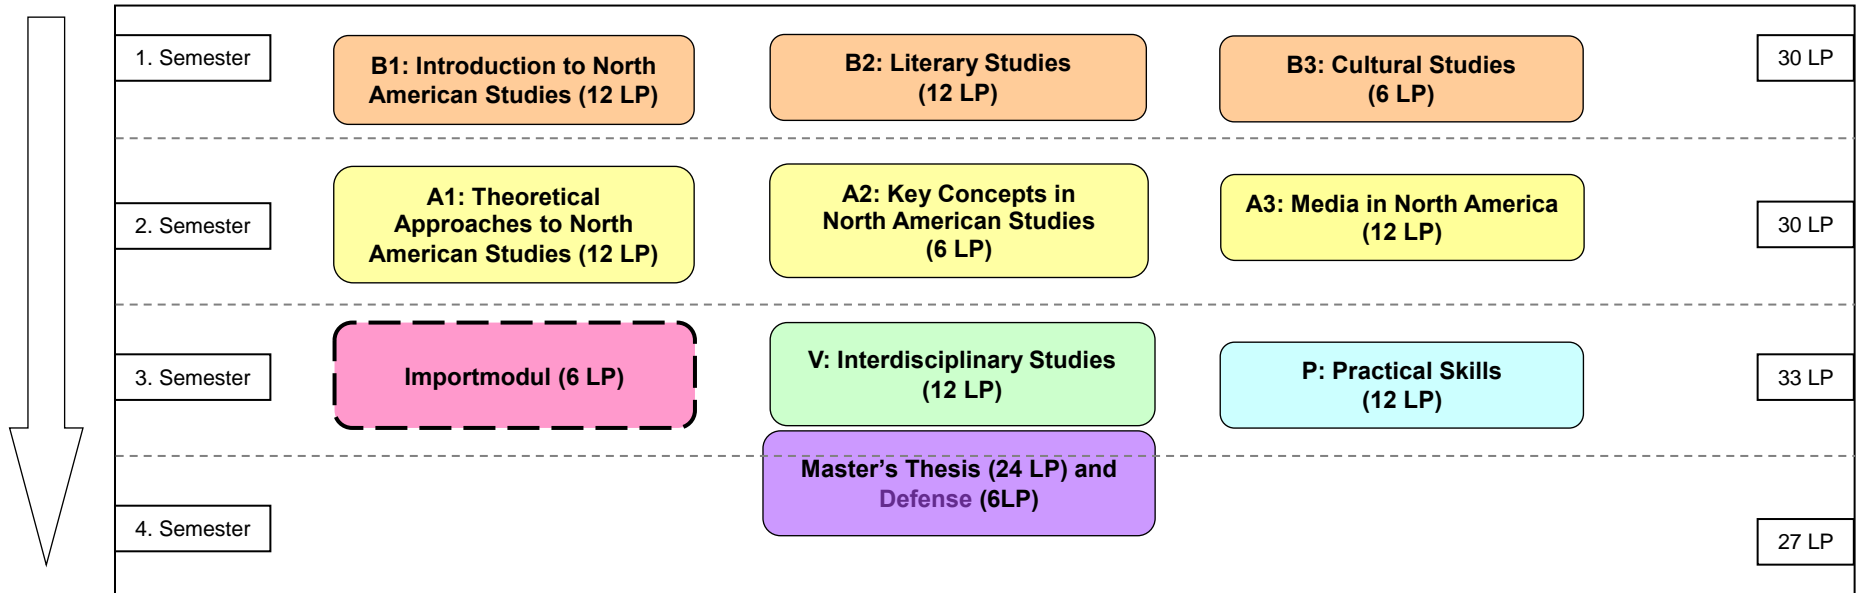 1. Semester
B1: Introduction to North
American Studies (12 LP)
B2: Literary Studies
(12 LP)
B3: Cultural Studies
(6 LP)
30 LP
2. Semester
A1: Theoretical
Approaches to North
American Studies (12 LP)
A2: Key Concepts in
North American Studies
(6 LP)
A3: Media in North America
(12 LP)
30 LP
3. Semester
Importmodul (6 LP)
V: Interdisciplinary Studies
(12 LP)
P: Practical Skills
(12 LP)
33 LP
Master’s Thesis (24 LP) and
Defense (6LP)
4. Semester
27 LP